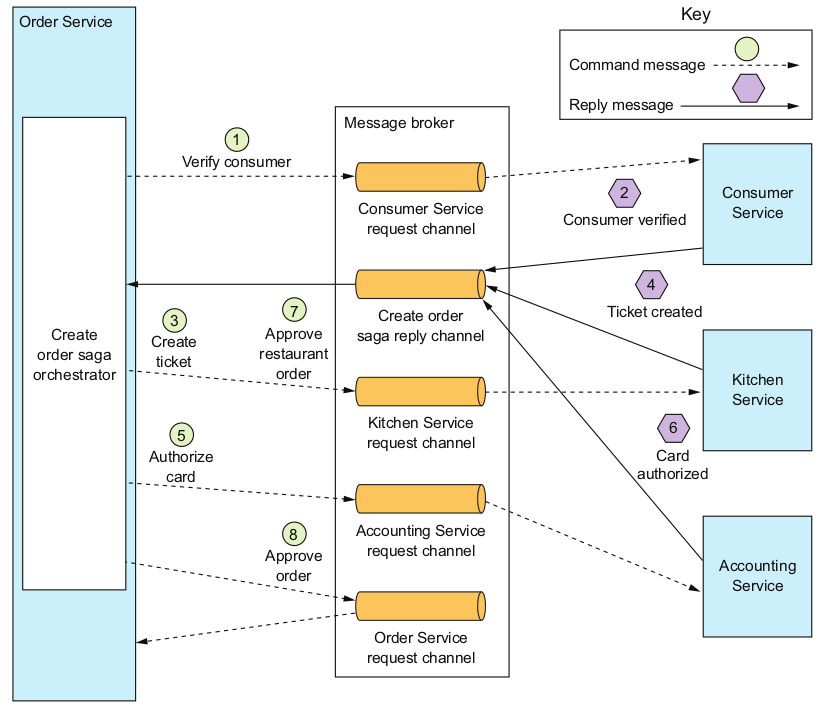 Order Service
Key
Command message
Reply message
Message broker
1
Verify consumer
Consumer Service
request channel
2
Consumer verified
Consumer
Service
Create order
saga reply channel
4
Ticket created
3
Create
ticket
7
Approve
restaurant
order
Create
order saga
orchestrator
Kitchen Service
request channel
Kitchen
Service
5
Authorize
card
6
Card
authorized
Accounting Service
request channel
8
Approve
order
Accounting
Service
Order Service
request channel